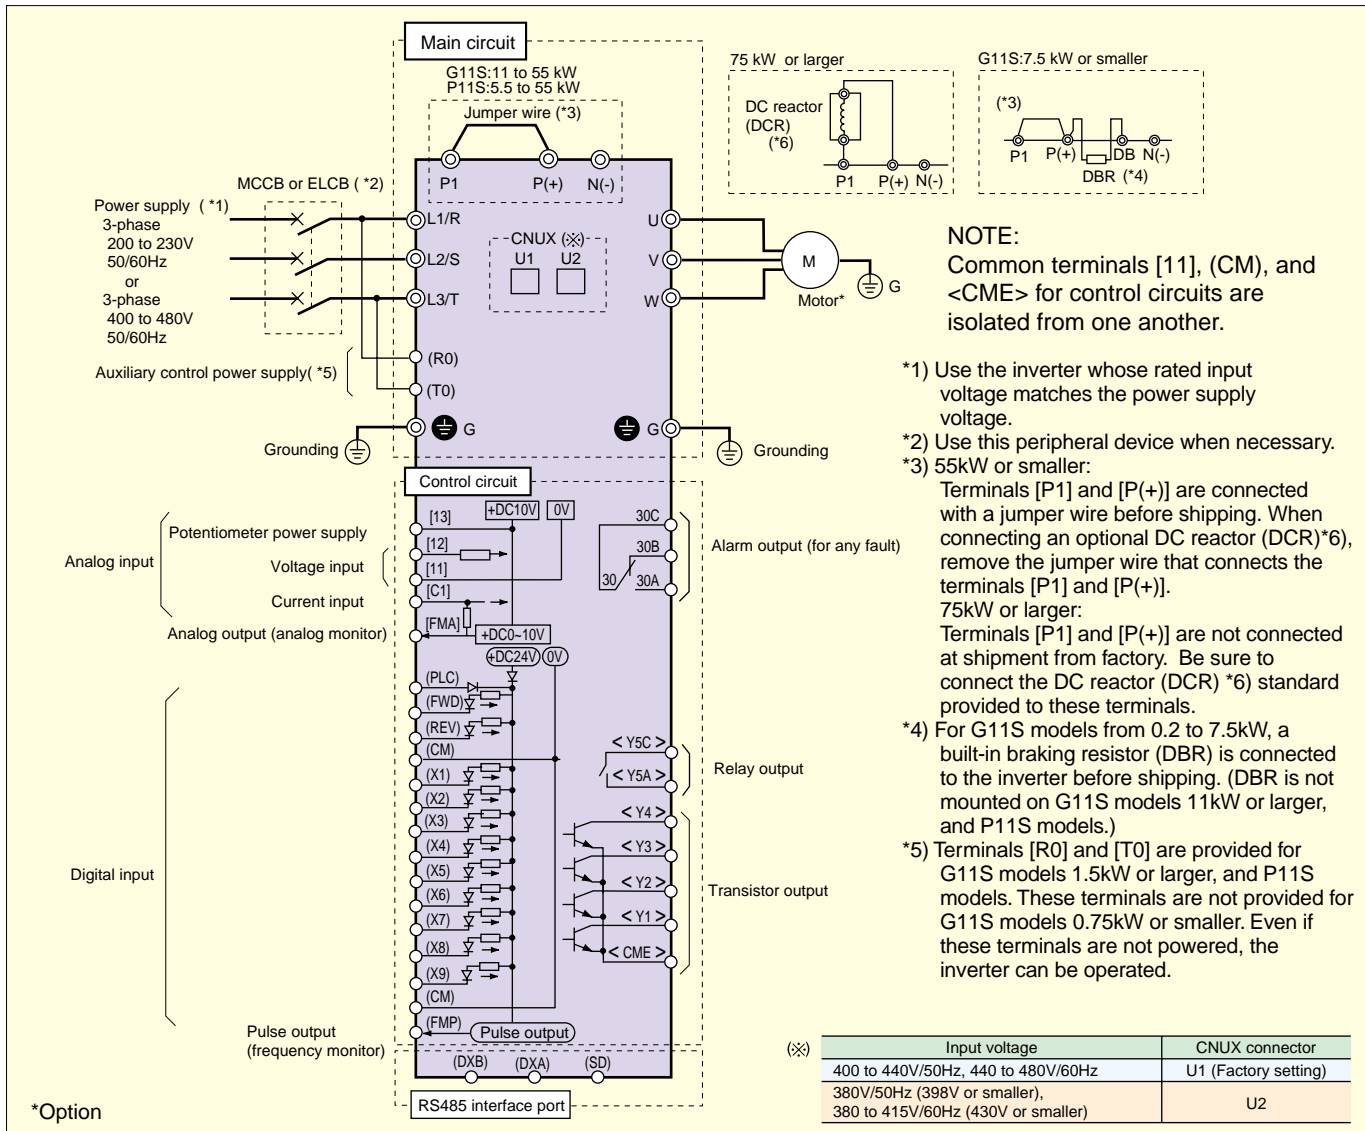 Main circuit
G11S:11 to 55 kW
P11S:5.5 to 55 kW
Jumper wire (*3)
P1
P(+)
N(-)
75 kW or larger
DC reactor
(DCR)
(*6)
P1
P(+)
N(-)
G11S:7.5 kW or smaller
(*3)
P1
P(+)
DB
N(-)
DBR (*4)
MCCB or ELCB ( *2)
Power supply ( *1)
3-phase
200 to 230V
50/60Hz
or
3-phase
400 to 480V
50/60Hz
L1/R
L2/S
L3/T
CNUX (※)
U1
U2
U
V
W
M
Motor*
G
Auxiliary control power supply( *5)
(R0)
(T0)
G
G
Grounding
Grounding
Control circuit
Analog input
Potentiometer power supply
Voltage input
Current input
Analog output (analog monitor)
[13]
[12]
[11]
[C1]
[FMA]
+DC10V
0V
+DC0~10V
+DC24V
0V
30C
30B
30
30A
Alarm output (for any fault)
Digital input
(PLC)
(FWD)
(REV)
(CM)
(X1)
(X2)
(X3)
(X4)
(X5)
(X6)
(X7)
(X8)
(X9)
(CM)
(FMP)
Pulse output
Pulse output
(frequency monitor)
< Y5C >
< Y5A >
Relay output
< Y4 >
< Y3 >
< Y2 >
< Y1 >
< CME >
Transistor output
(DXB)
(DXA)
(SD)
RS485 interface port
*Option
NOTE:
Common terminals [11], (CM), and
<CME> for control circuits are
isolated from one another.
*1) Use the inverter whose rated input
voltage matches the power supply
voltage.
*2) Use this peripheral device when necessary.
*3) 55kW or smaller:
Terminals [P1] and [P(+)] are connected
with a jumper wire before shipping. When
connecting an optional DC reactor (DCR)*6),
remove the jumper wire that connects the
terminals [P1] and [P(+)].
75kW or larger:
Terminals [P1] and [P(+)] are not connected
at shipment from factory. Be sure to
connect the DC reactor (DCR) *6) standard
provided to these terminals.
*4) For G11S models from 0.2 to 7.5kW, a
built-in braking resistor (DBR) is connected
to the inverter before shipping. (DBR is not
mounted on G11S models 11kW or larger,
and P11S models.)
*5) Terminals [R0] and [T0] are provided for
G11S models 1.5kW or larger, and P11S
models. These terminals are not provided for
G11S models 0.75kW or smaller. Even if
these terminals are not powered, the
inverter can be operated.
(※)
Input voltage
CNUX connector
400 to 440V/50Hz, 440 to 480V/60Hz
U1 (Factory setting)
380V/50Hz (398V or smaller),
380 to 415V/60Hz (430V or smaller)
U2